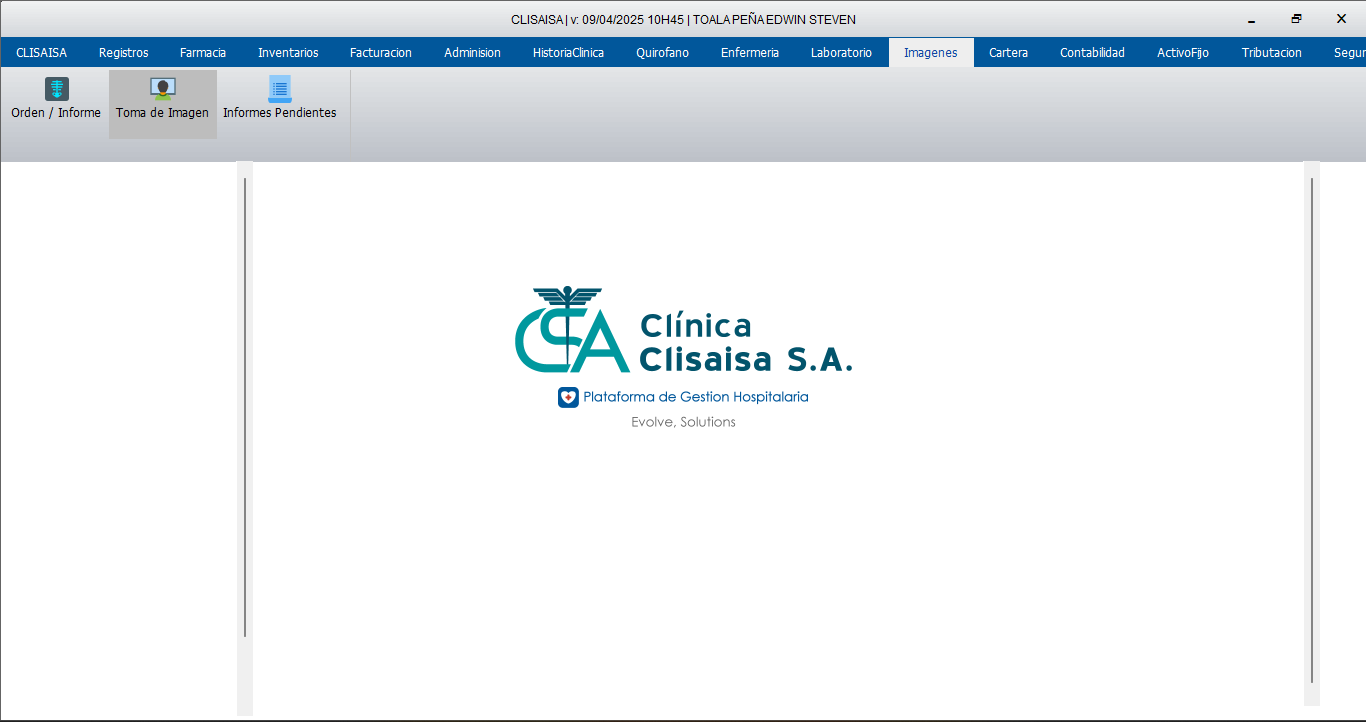 CLISAISA | v: 09/04/2025 10H45 | TOALA PEÑA EDWIN STEVEN
CLISAISA Registros Farmacia Inventarios Facturacion Adminision HistoriaClinica Quirofano Enfermeria Laboratorio Imagenes Cartera Contabilidad ActivoFijo Tributacion Segur
Orden / Informe Toma de Imagen Informes Pendientes
CSA
Clínica
Clisaisa S.A.
Plataforma de Gestion Hospitalaria
Evolve, Solutions